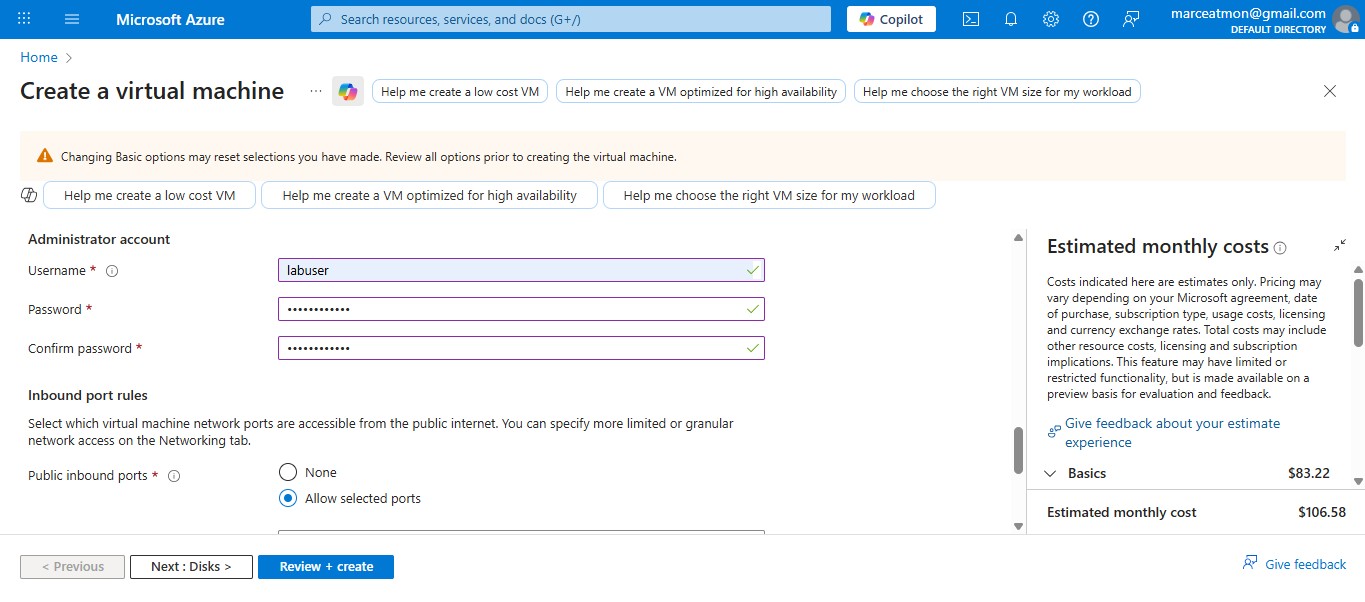 Microsoft Azure
Search resources, services, and docs (G+/)
Copilot
marceatmon@gmail.com
DEFAULT DIRECTORY
Home >
Create a virtual machine
...
Help me create a low cost VM
Help me create a VM optimized for high availability
Help me choose the right VM size for my workload
Changing Basic options may reset selections you have made. Review all options prior to creating the virtual machine.
Help me create a low cost VM
Help me create a VM optimized for high availability
Help me choose the right VM size for my workload
Administrator account
Username *
labuser
Password *
••••••••••••
Confirm password *
••••••••••••
Inbound port rules
Select which virtual machine network ports are accessible from the public internet. You can specify more limited or granular
network access on the Networking tab.
Public inbound ports *
None
Allow selected ports
Estimated monthly costs
Costs indicated here are estimates only. Pricing may
vary depending on your Microsoft agreement, date
of purchase, subscription type, usage costs, licensing
and currency exchange rates. Total costs may include
other resource costs, licensing and subscription
implications. This feature may have limited or
restricted functionality, but is made available on a
preview basis for evaluation and feedback.
Give feedback about your estimate
experience
Basics $83.22
Estimated monthly cost $106.58
< Previous
Next : Disks >
Review + create
Give feedback